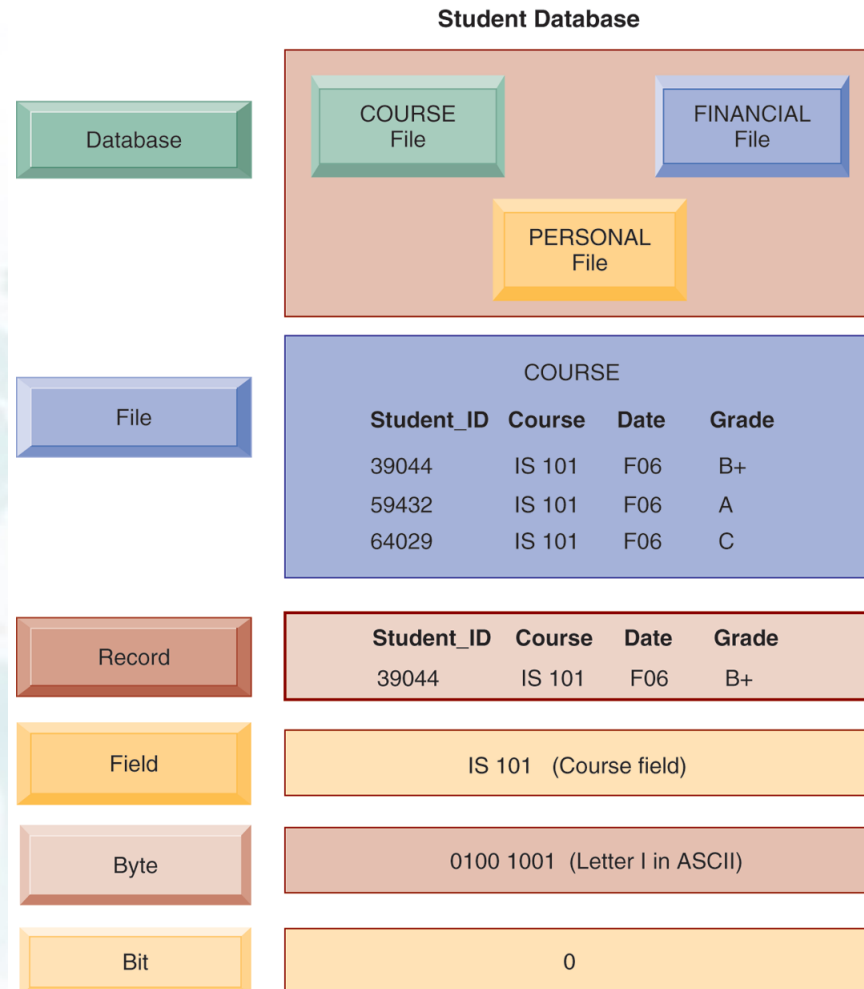 Student Database
Database
COURSE
File
FINANCIAL
File
PERSONAL
File
File
COURSE
Student_ID Course Date Grade
39044 IS 101 F06 B+
59432 IS 101 F06 A
64029 IS 101 F06 C
Record
Student_ID Course Date Grade
39044 IS 101 F06 B+
Field
IS 101 (Course field)
Byte
0100 1001 (Letter I in ASCII)
Bit
0